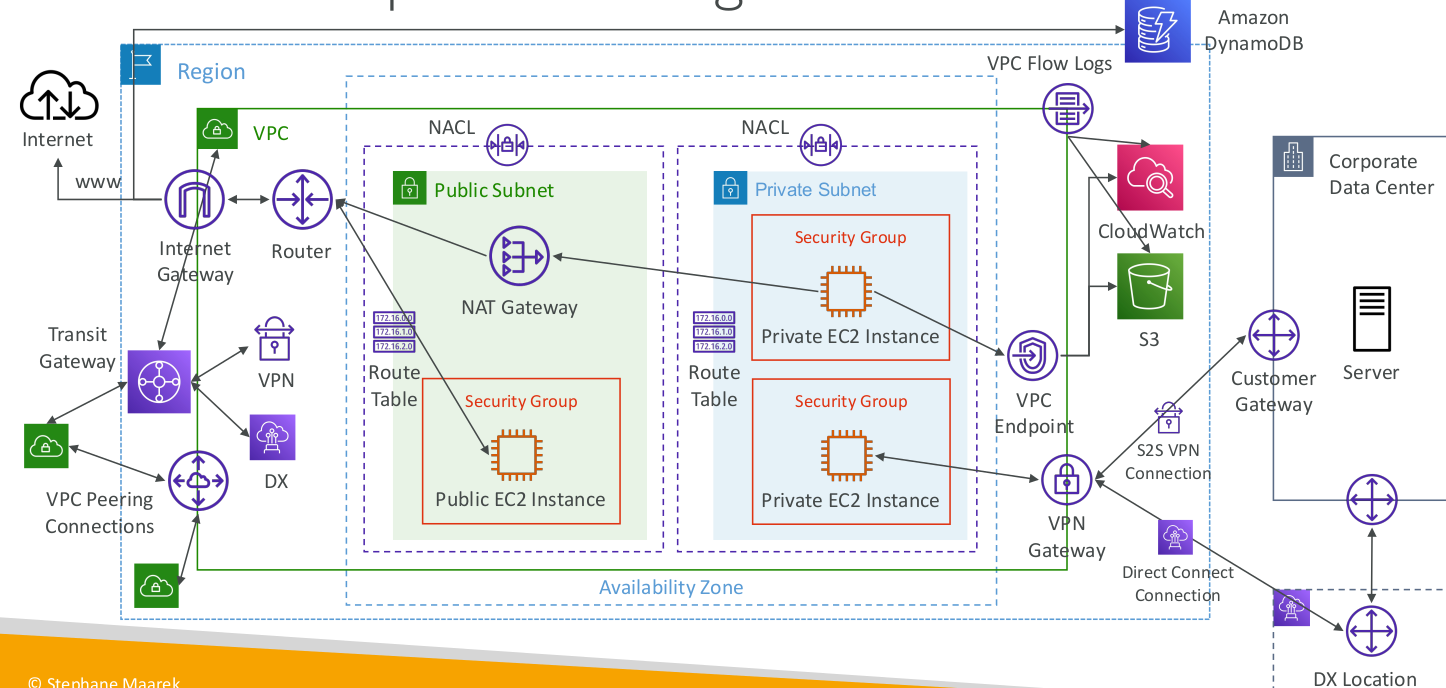 Amazon
DynamoDB
VPC Flow Logs
Region
Internet
VPC
NACL
NACL
www
Public Subnet
Private Subnet
Corporate
Data Center
Internet
Gateway
Router
Security Group
CloudWatch
NAT Gateway
172.16.0.0
172.16.1.0
172.16.2.0
172.16.0.0
172.16.1.0
172.16.2.0
Private EC2 Instance
S3
Transit
Gateway
VPN
Route
Table
Route
Table
VPC
Endpoint
Customer
Gateway
Server
Security Group
Security Group
S2S VPN
Connection
DX
VPC Peering
Connections
Public EC2 Instance
Private EC2 Instance
VPN
Gateway
Direct Connect
Connection
Availability Zone
DX Location
© Stephane Maarek